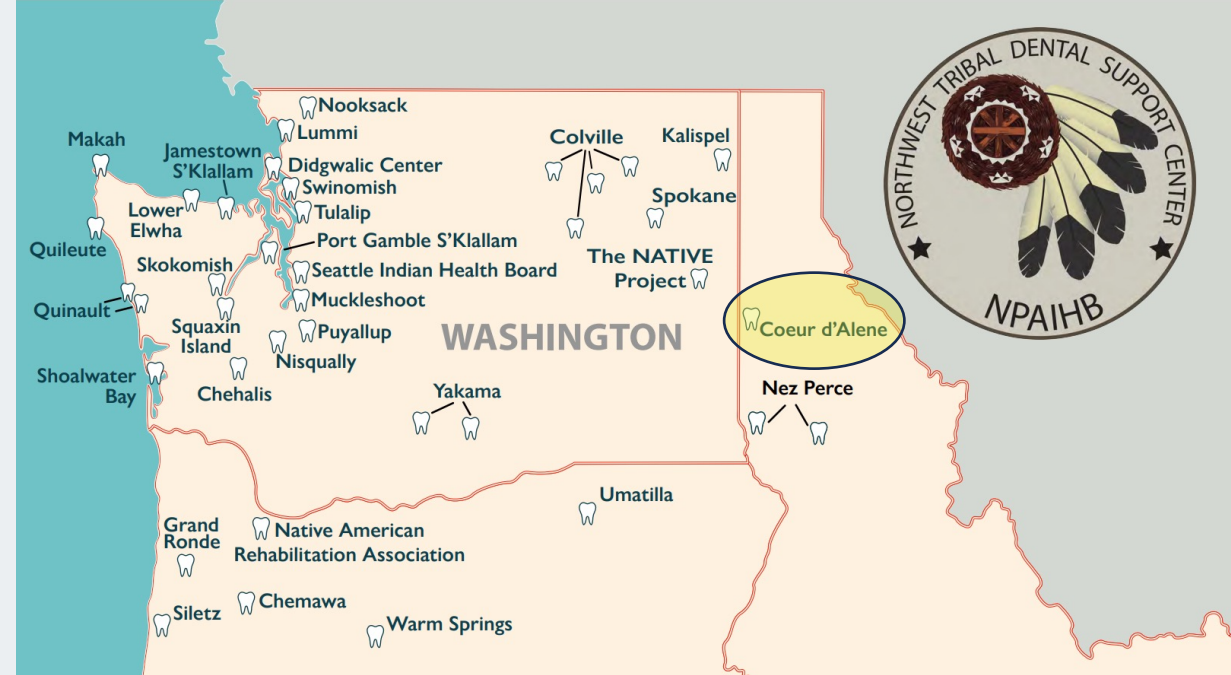 Nooksack
Lummi
Makah
Jamestown
S'Klallam
Didgwalic Center
Swinomish
Lower
Elwha
Tulalip
Quileute
Port Gamble S'Klallam
Skokomish
Seattle Indian Health Board
Quinault
Muckleshoot
Squaxin
Island
Puyallup
Nisqually
Shoalwater
Bay
Chehalis
Colville
Kalispel
Spokane
The NATIVE
Project
WASHINGTON
Coeur d'Alene
Yakama
Nez Perce
Umatilla
Grand
Ronde
Native American
Rehabilitation Association
Chemawa
Siletz
Warm Springs
NORTHWEST TRIBAL DENTAL SUPPORT CENTER
NPAIHB